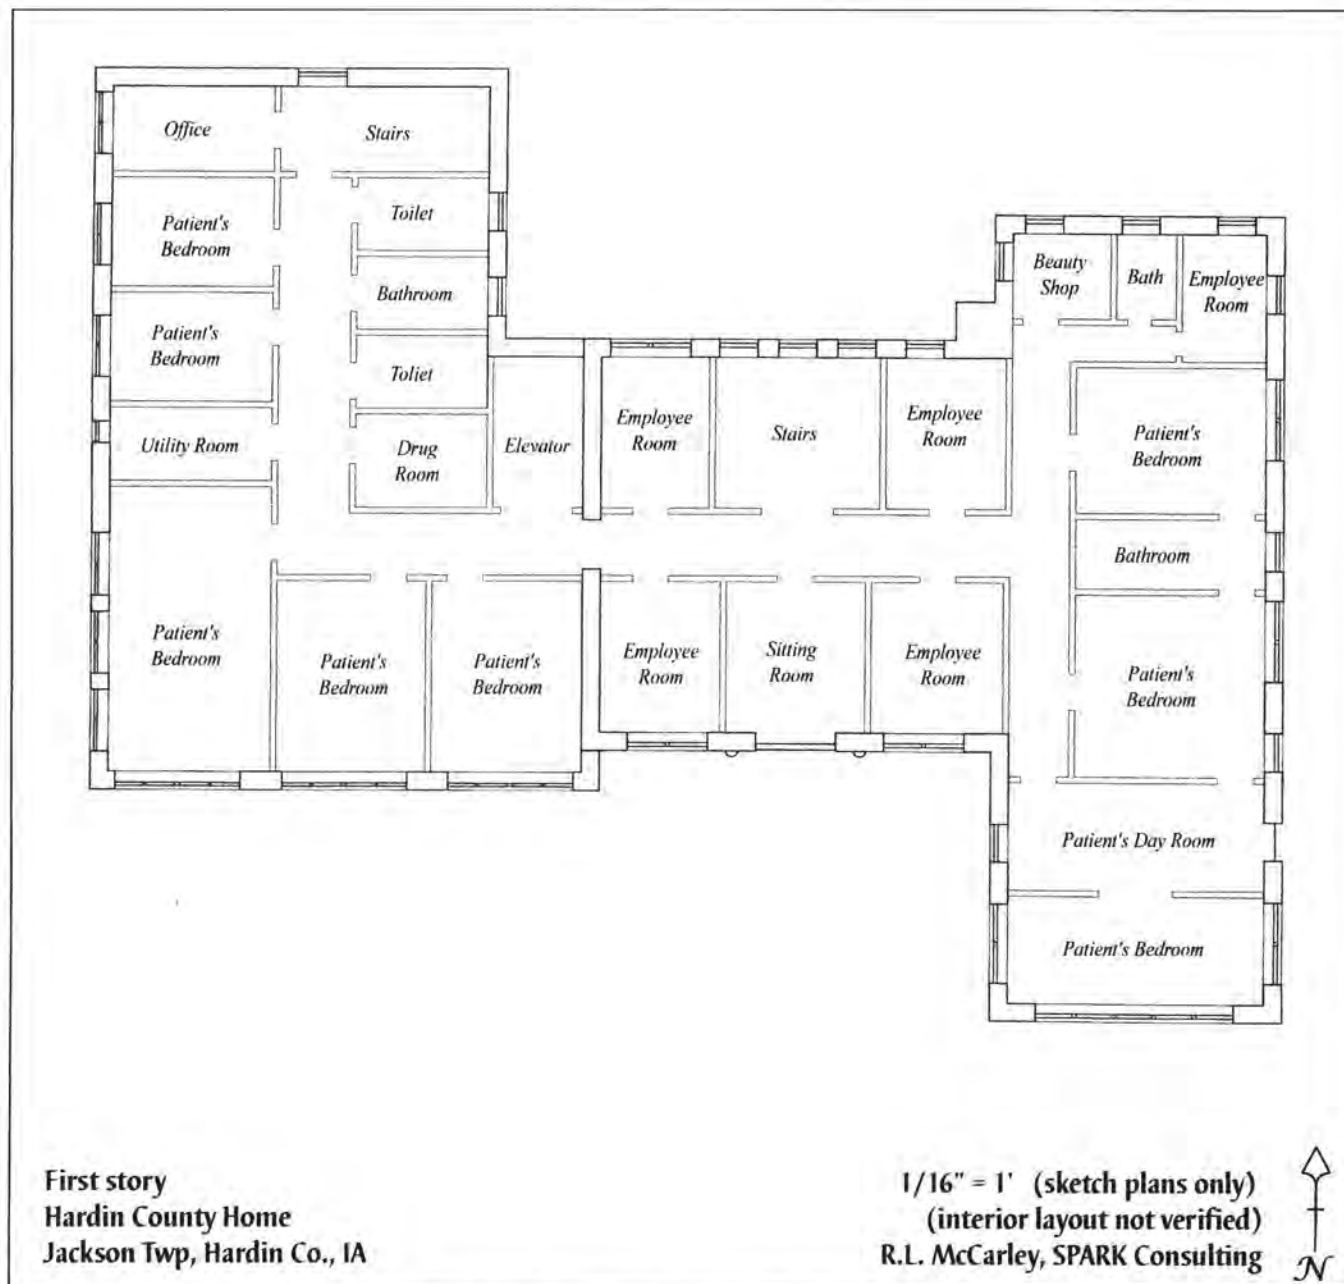 Office
Stairs
Patient's
Bedroom
Toilet
Bathroom
Patient's
Bedroom
Toliet
Utility Room
Drug
Room
Elevator
Patient's
Bedroom
Patient's
Bedroom
Patient's
Bedroom
Employee
Room
Stairs
Employee
Room
Employee
Room
Sitting
Room
Employee
Room
Beauty
Shop
Bath
Employee
Room
Patient's
Bedroom
Bathroom
Patient's
Bedroom
Patient's Day Room
Patient's Bedroom
First story
Hardin County Home
Jackson Twp, Hardin Co., IA
1/16" = 1' (sketch plans only)
(interior layout not verified)
R.L. McCarley, SPARK Consulting
N